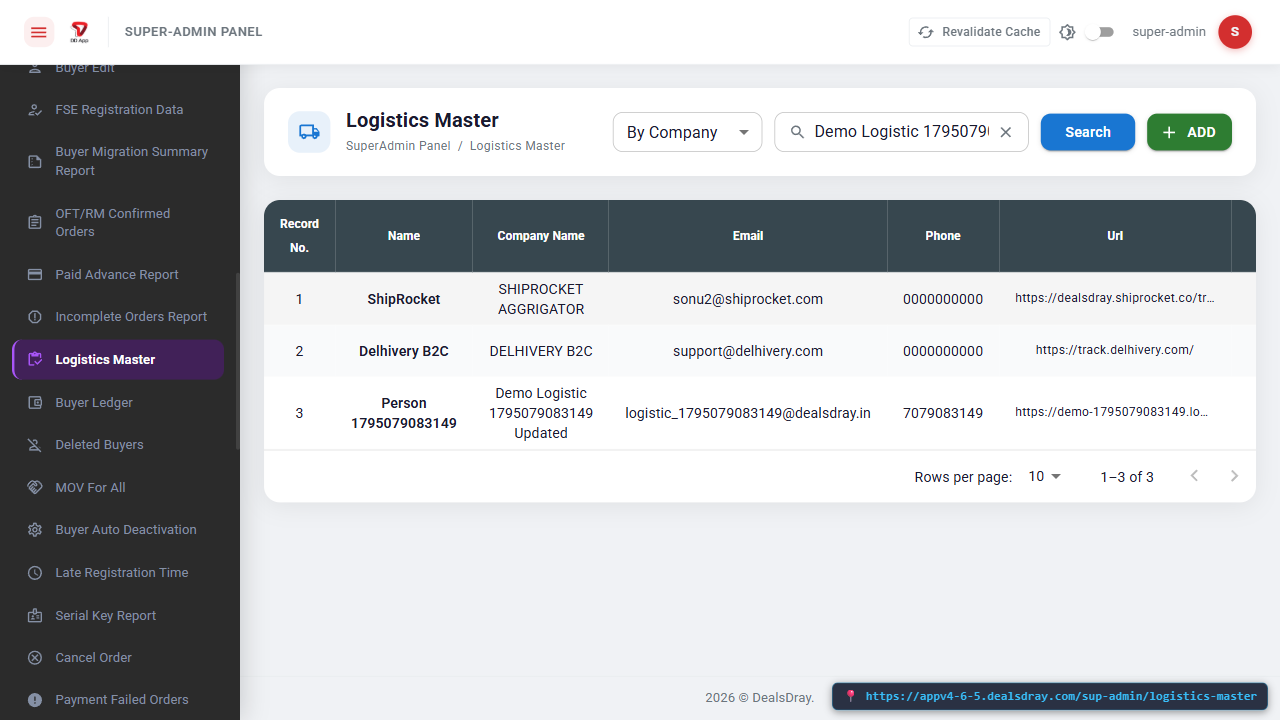 DD App
SUPER-ADMIN PANEL
Revalidate Cache
super-admin
S
Buyer Edit
FSE Registration Data
Buyer Migration Summary
Report
OFT/RM Confirmed
Orders
Paid Advance Report
Incomplete Orders Report
Logistics Master
Buyer Ledger
Deleted Buyers
MOV For All
Buyer Auto Deactivation
Late Registration Time
Serial Key Report
Cancel Order
Payment Failed Orders
Logistics Master
SuperAdmin Panel / Logistics Master
By Company
Demo Logistic 1795079
Search
+ ADD
Record
No.
Name
Company Name
Email
Phone
Url
1
ShipRocket
SHIPROCKET
AGGRIGATOR
sonu2@shiprocket.com
0000000000
https://dealsdray.shiprocket.co/tr...
2
Delhivery B2C
DELHIVERY B2C
support@delhivery.com
0000000000
https://track.delhivery.com/
3
Person
1795079083149
Demo Logistic
1795079083149
Updated
logistic_1795079083149@dealsdray.in
7079083149
https://demo-1795079083149.lo...
Rows per page: 10
1–3 of 3
2026 © DealsDray.
https://appv4-6-5.dealsdray.com/sup-admin/logistics-master